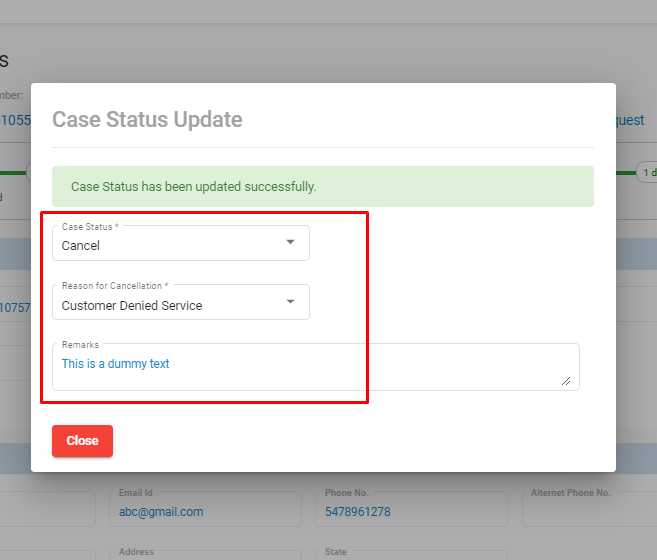 s
mber:
01055
quest
Case Status Update
1 d
Case Status has been updated successfully.
d
Case Status *
Cancel
Reason for Cancellation *
10757
Customer Denied Service
Remarks
This is a dummy text
Close
Email Id
Phone No.
Alternet Phone No.
abc@gmail.com
5478961278
Address
State